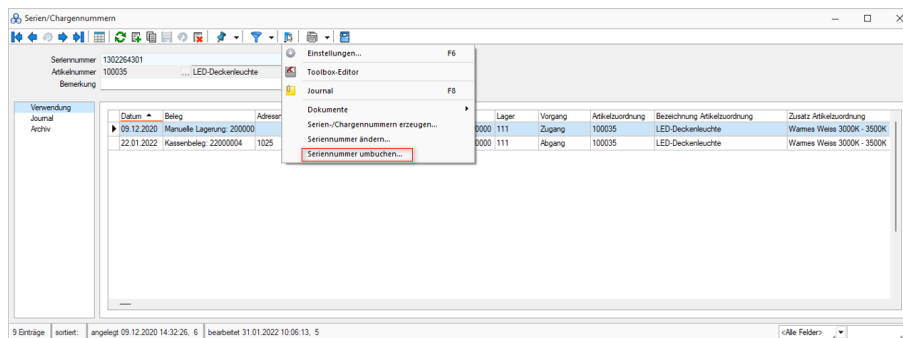 Serien/Chargennummern
Seriennummer 1302264301
Artikelnummer 100035 ... LED-Deckenleuchte
Bemerkung
Einstellungen... F6
Toolbox-Editor
Journal F8
Dokumente
Serien-/Chargennummern erzeugen...
Seriennummer ändern...
Seriennummer umbuchen...
Verwendung
Journal
Archiv
Datum Beleg Adressn Lager Vorgang Artikelzuordnung Bezeichnung Artikelzuordnung Zusatz Artikelzuordnung
09.12.2020 Manuelle Lagerung: 200000 0000 111 Zugang 100035 LED-Deckenleuchte Warmes Weiss 3000K - 3500K
22.01.2022 Kassenbeleg: 22000004 1025 0000 111 Abgang 100035 LED-Deckenleuchte Warmes Weiss 3000K - 3500K
9 Einträge sortiert: angelegt 09.12.2020 14:32:26, 6 bearbeitet 31.01.2022 10:06:13, 5 <Alle Felder>